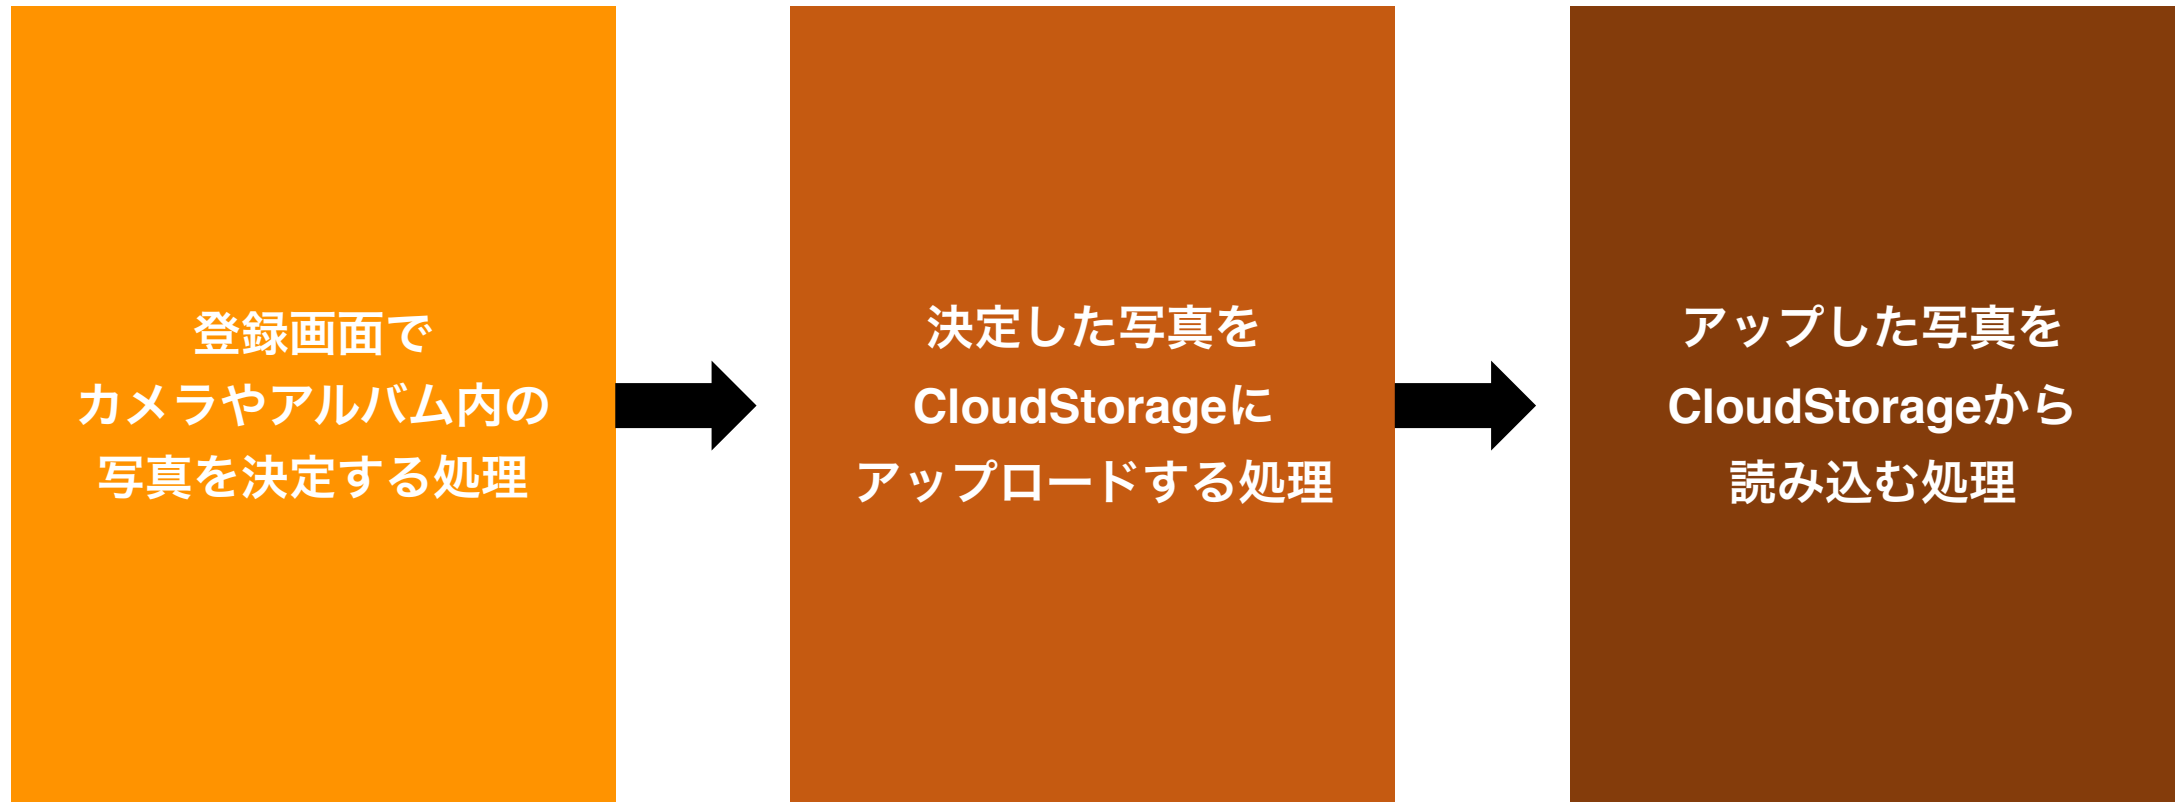 登録画面で
カメラやアルバム内の
写真を決定する処理
決定した写真を
CloudStorageに
アップロードする処理
アップした写真を
CloudStorageから
読み込む処理